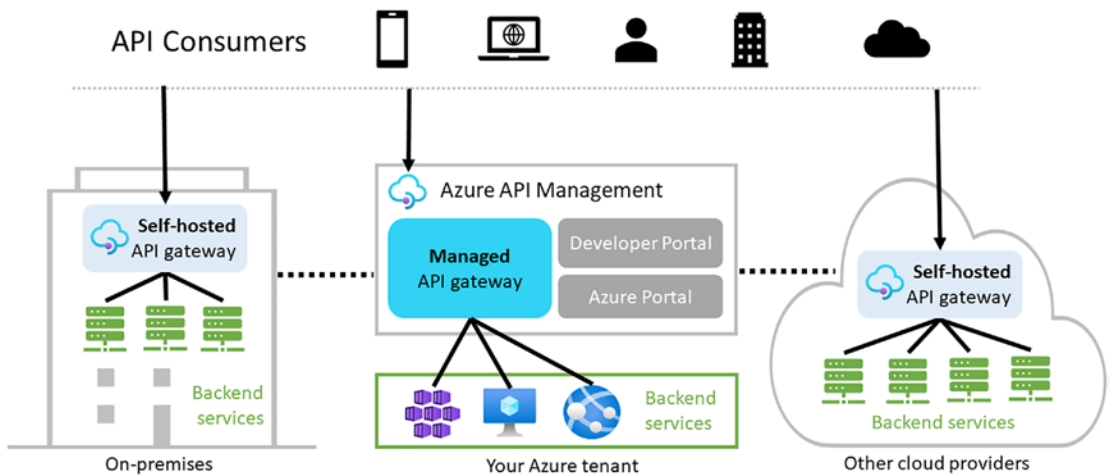 API Consumers
Self-hosted
API gateway
Backend
services
On-premises
Azure API Management
Managed
API gateway
Developer Portal
Azure Portal
Backend
services
Your Azure tenant
Self-hosted
API gateway
Backend services
Other cloud providers